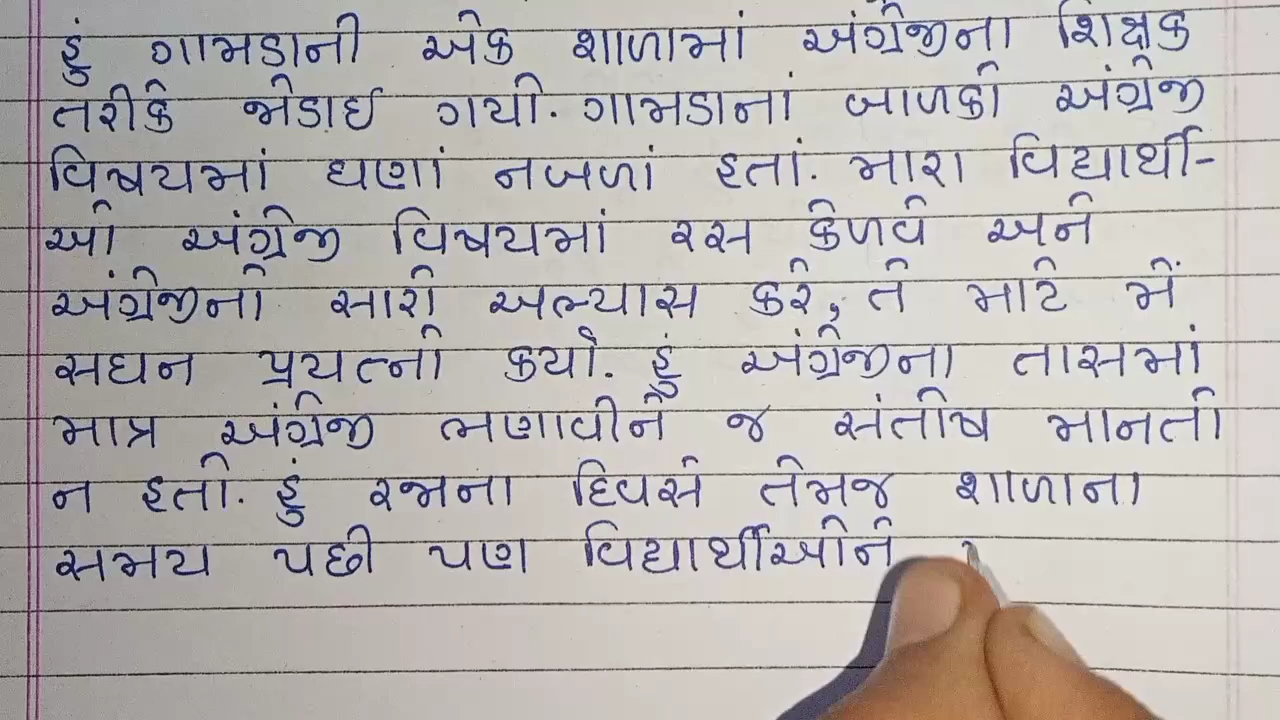 હું ગામડાની એક શાળામાં અંગ્રેજીના શિક્ષક
તરીકે જોડાઈ ગયો. ગામડાનાં બાળકો અંગ્રેજી
વિષયમાં ઘણાં નબળાં હતાં. મારા વિદ્યાર્થી-
ઓ અંગ્રેજી વિષયમાં રસ કેળવે અને
અંગ્રેજીનો સારો અભ્યાસ કરે, તે માટે મેં
સઘન પ્રયત્નો કર્યા. હું અંગ્રેજીના તાસમાં
માત્ર અંગ્રેજી ભણાવીને જ સંતોષ માનતો
ન હતો. હું રજાના દિવસે તેમજ શાળાના
સમય પછી પણ વિદ્યાર્થીઓને